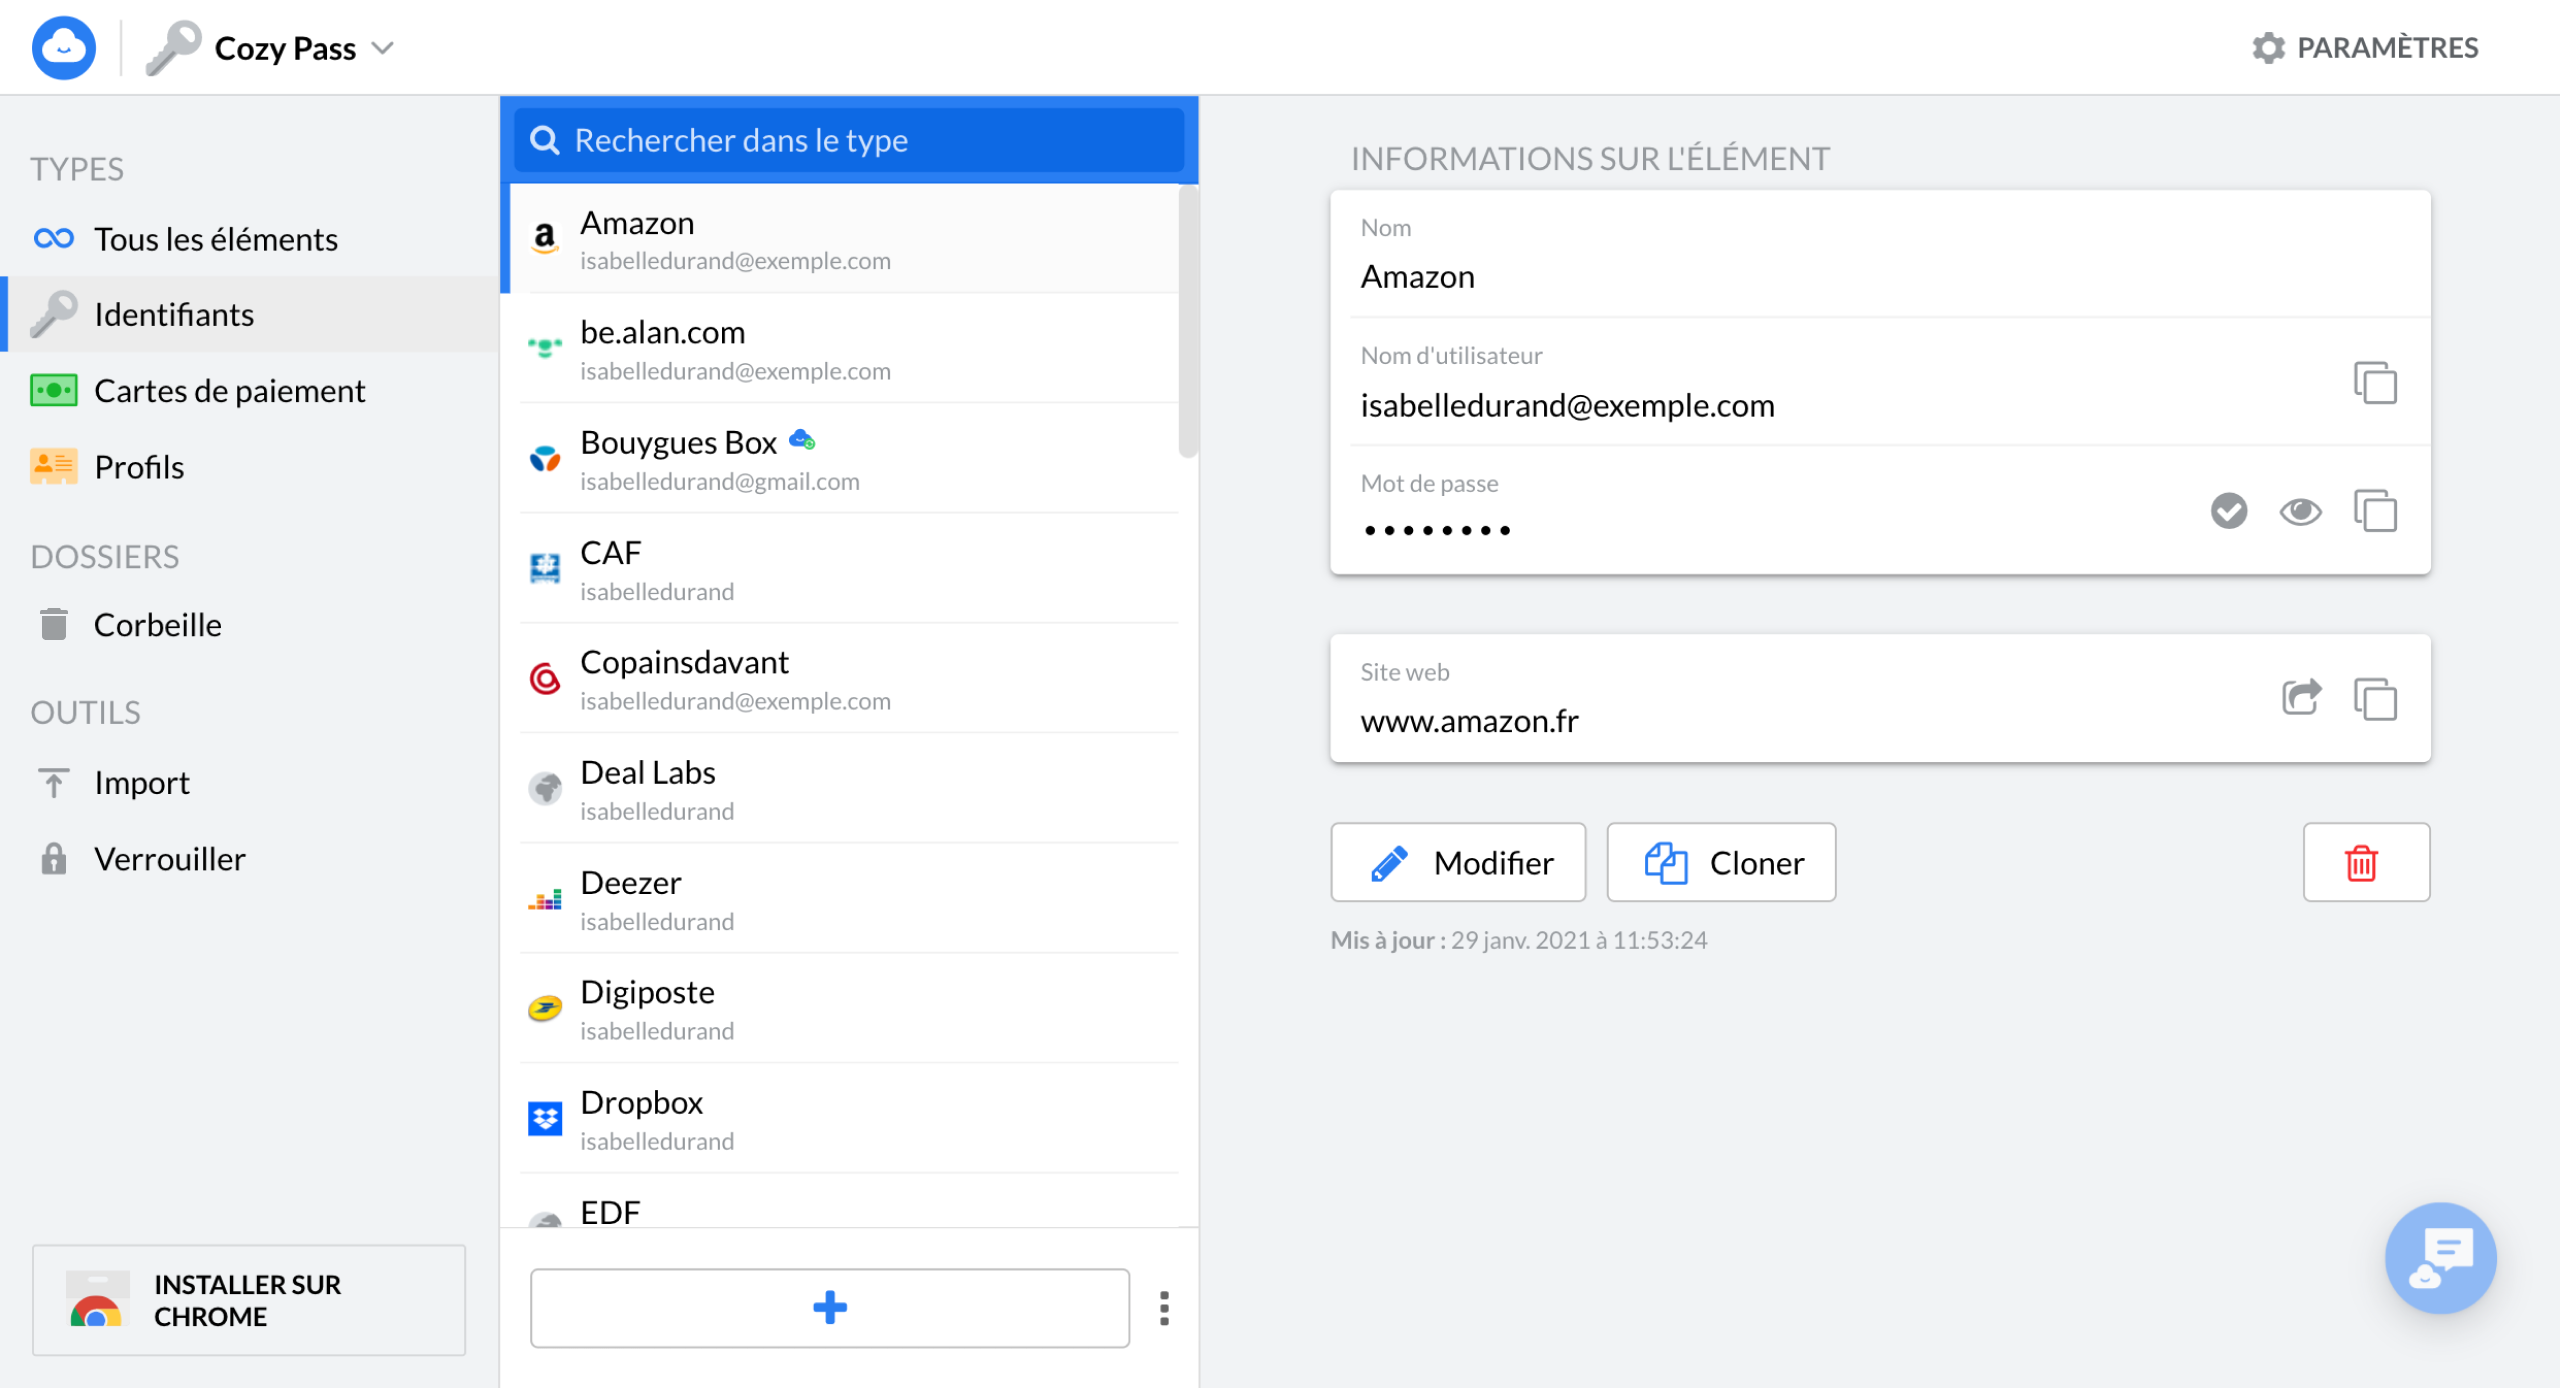 Cozy Pass
PARAMÈTRES
TYPES
Tous les éléments
Identifiants
Cartes de paiement
Profils
DOSSIERS
Corbeille
OUTILS
Import
Verrouiller
INSTALLER SUR
CHROME
Rechercher dans le type
Amazon
isabelledurand@exemple.com
be.alan.com
isabelledurand@exemple.com
Bouygues Box
isabelledurand@gmail.com
CAF
isabelledurand
Copainsdavant
isabelledurand@exemple.com
Deal Labs
isabelledurand
Deezer
isabelledurand
Digiposte
isabelledurand
Dropbox
isabelledurand
EDF
INFORMATIONS SUR L'ÉLÉMENT
Nom
Amazon
Nom d'utilisateur
isabelledurand@exemple.com
Mot de passe
••••••••
Site web
www.amazon.fr
Modifier
Cloner
Mis à jour : 29 janv. 2021 à 11:53:24